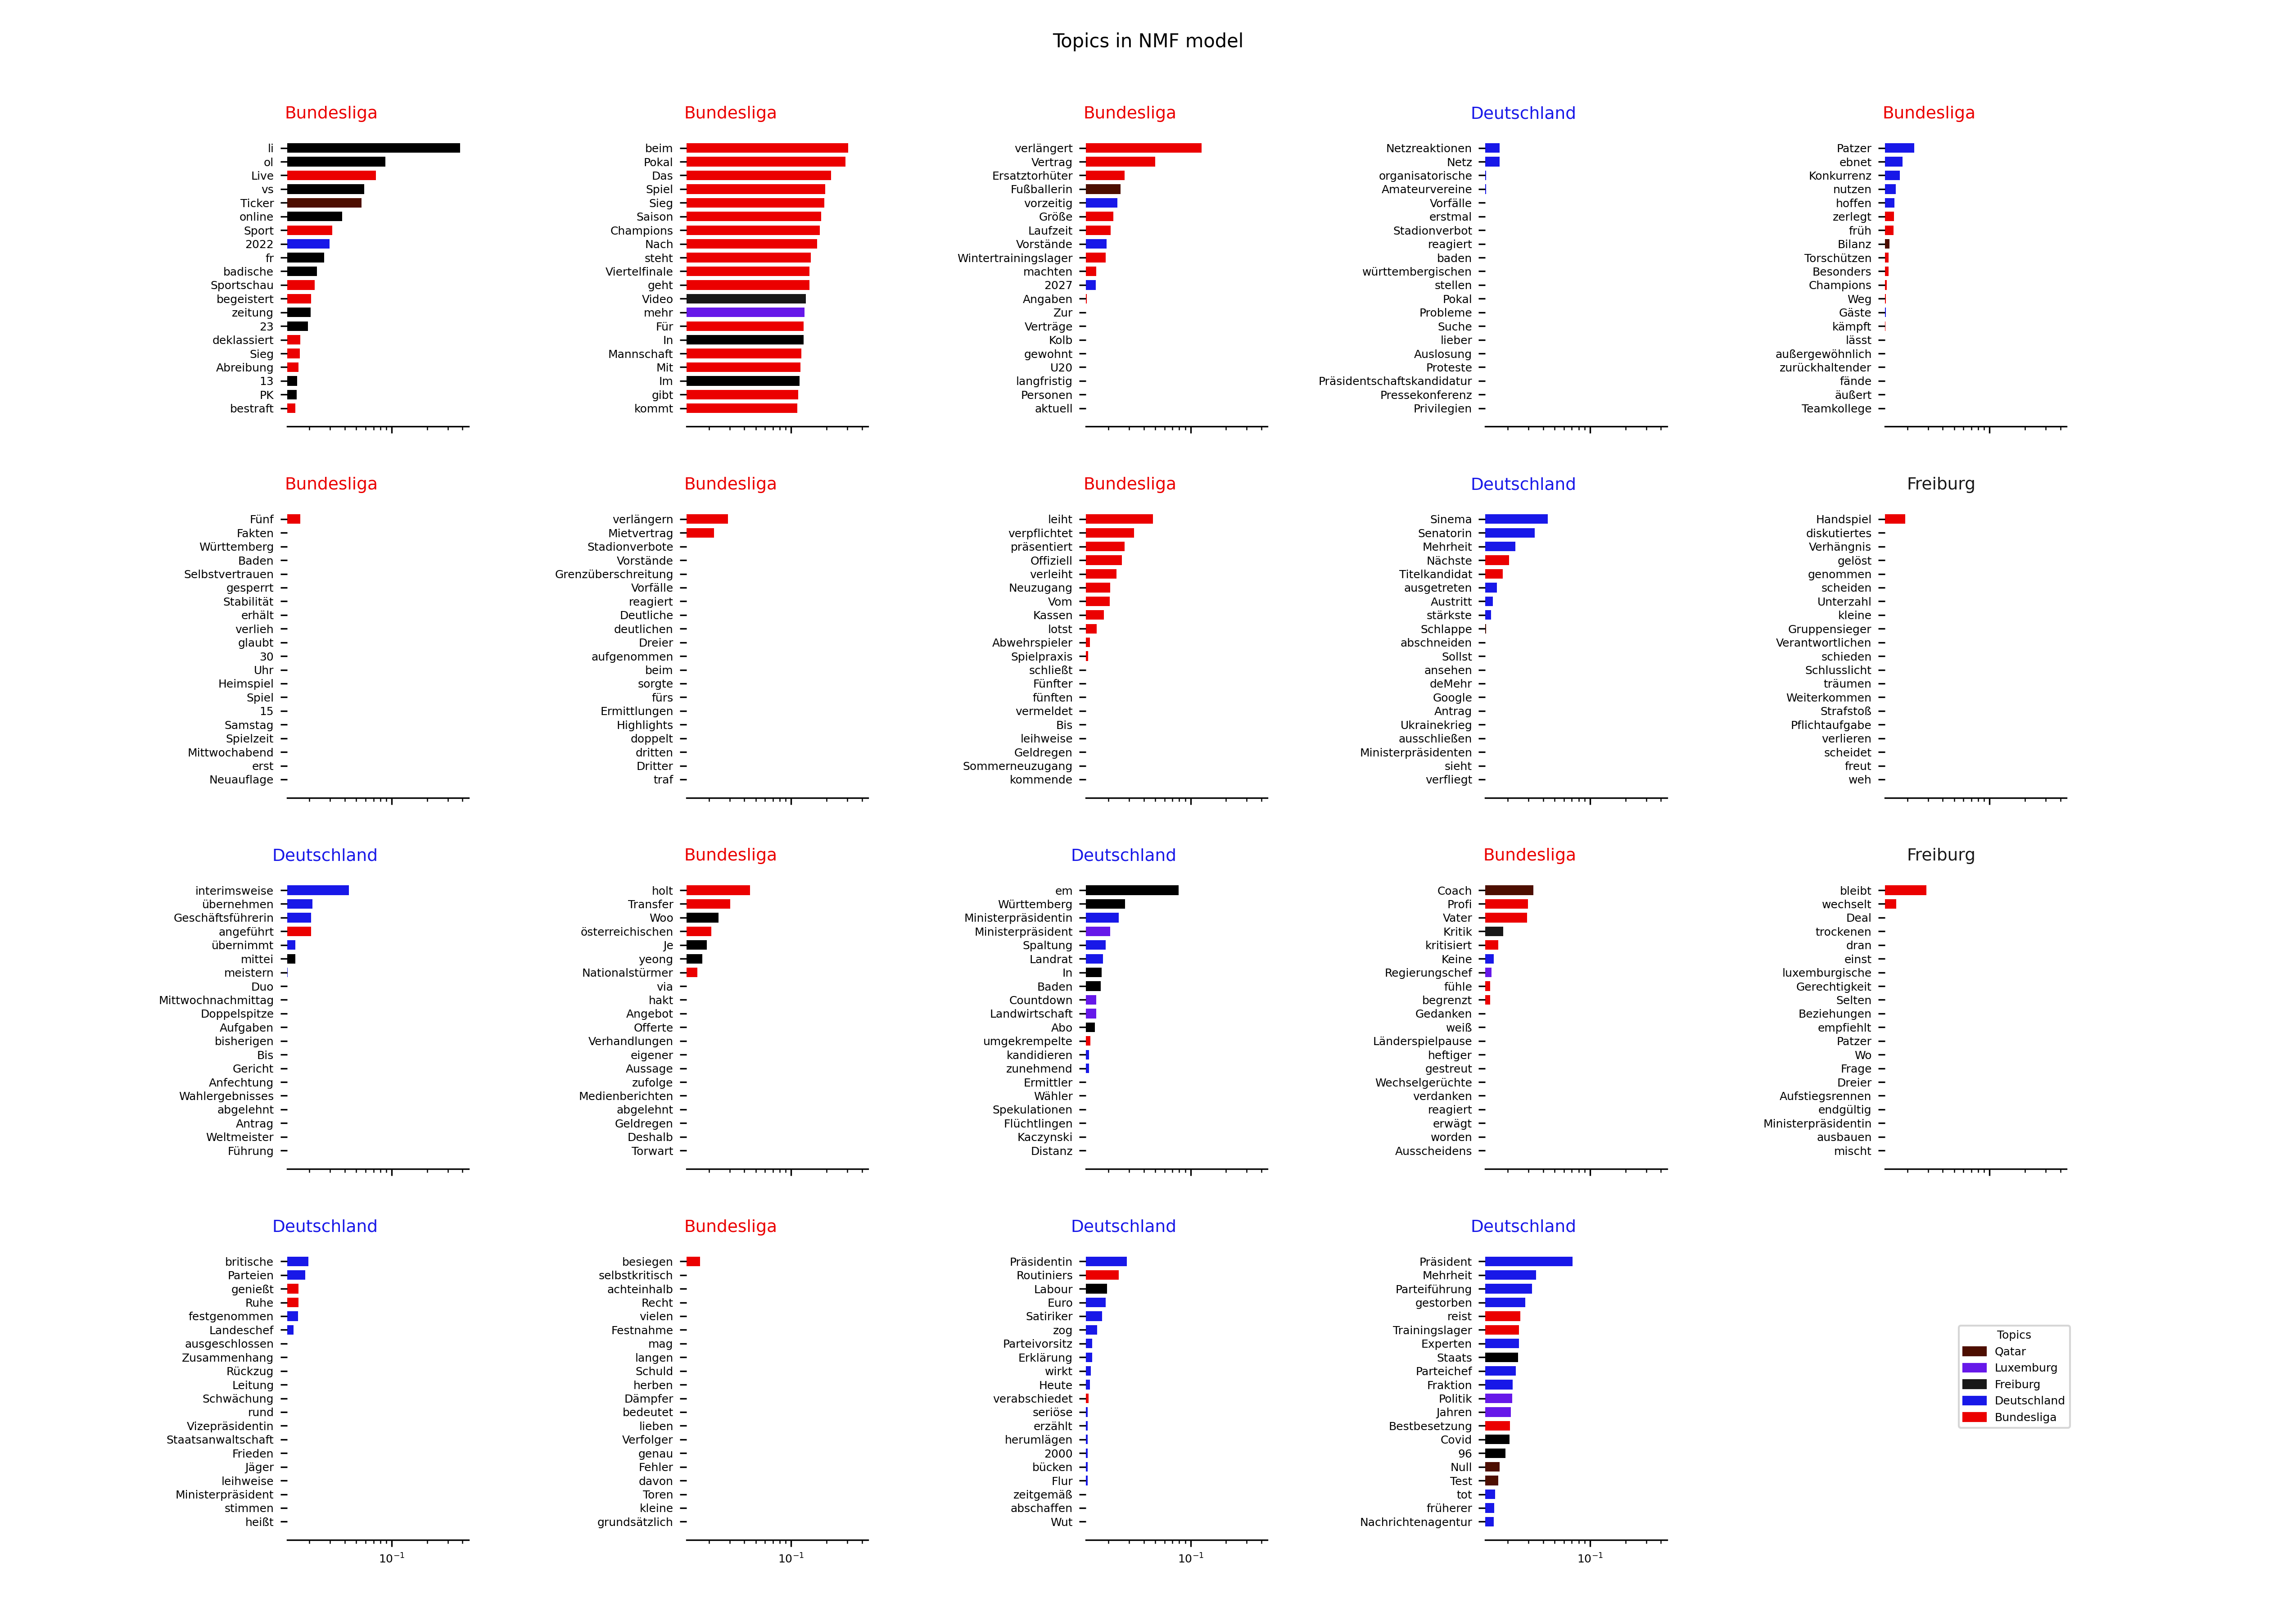 Topics in NMF model
Bundesliga
li
ol
Live
vs
Ticker
online
Sport
2022
fr
badische
Sportschau
begeistert
zeitung
23
deklassiert
Sieg
Abreibung
13
PK
bestraft
Bundesliga
beim
Pokal
Das
Spiel
Sieg
Saison
Champions
Nach
steht
Viertelfinale
geht
Video
mehr
Für
In
Mannschaft
Mit
Im
gibt
kommt
Bundesliga
verlängert
Vertrag
Ersatztorhüter
Fußballerin
vorzeitig
Größe
Laufzeit
Vorstände
Wintertrainingslager
machten
2027
Angaben
Zur
Verträge
Kolb
gewohnt
U20
langfristig
Personen
aktuell
Deutschland
Netzreaktionen
Netz
organisatorische
Amateurvereine
Vorfälle
erstmal
Stadionverbot
reagiert
baden
württembergischen
stellen
Pokal
Probleme
Suche
lieber
Auslosung
Proteste
Präsidentschaftskandidatur
Pressekonferenz
Privilegien
Bundesliga
Patzer
ebnet
Konkurrenz
nutzen
hoffen
zerlegt
früh
Bilanz
Torschützen
Besonders
Champions
Weg
Gäste
kämpft
lässt
außergewöhnlich
zurückhaltender
fände
äußert
Teamkollege
Bundesliga
Fünf
Fakten
Württemberg
Baden
Selbstvertrauen
gesperrt
Stabilität
erhält
verlieh
glaubt
30
Uhr
Heimspiel
Spiel
15
Samstag
Spielzeit
Mittwochabend
erst
Neuauflage
Bundesliga
verlängern
Mietvertrag
Stadionverbote
Vorstände
Grenzüberschreitung
Vorfälle
reagiert
Deutliche
deutlichen
Dreier
aufgenommen
beim
sorgte
fürs
Ermittlungen
Highlights
doppelt
dritten
Dritter
traf
Bundesliga
leiht
verpflichtet
präsentiert
Offiziell
verleiht
Neuzugang
Vom
Kassen
lotst
Abwehrspieler
Spielpraxis
schließt
Fünfter
fünften
vermeldet
Bis
leihweise
Geldregen
Sommerneuzugang
kommende
Deutschland
Sinema
Senatorin
Mehrheit
Nächste
Titelkandidat
ausgetreten
Austritt
stärkste
Schlappe
abschneiden
Sollst
ansehen
deMehr
Google
Antrag
Ukrainekrieg
ausschließen
Ministerpräsidenten
sieht
verfliegt
Freiburg
Handspiel
diskutiertes
Verhängnis
gelöst
genommen
scheiden
Unterzahl
kleine
Gruppensieger
Verantwortlichen
schieden
Schlusslicht
träumen
Weiterkommen
Strafstoß
Pflichtaufgabe
verlieren
scheidet
freut
weh
Deutschland
interimsweise
übernehmen
Geschäftsführerin
angeführt
übernimmt
mittei
meistern
Duo
Mittwochnachmittag
Doppelspitze
Aufgaben
bisherigen
Bis
Gericht
Anfechtung
Wahlergebnisses
abgelehnt
Antrag
Weltmeister
Führung
Bundesliga
holt
Transfer
Woo
österreichischen
Je
yeong
Nationalstürmer
via
hakt
Angebot
Offerte
Verhandlungen
eigener
Aussage
zufolge
Medienberichten
abgelehnt
Geldregen
Deshalb
Torwart
Deutschland
em
Württemberg
Ministerpräsidentin
Ministerpräsident
Spaltung
Landrat
In
Baden
Countdown
Landwirtschaft
Abo
umgekrempelte
kandidieren
zunehmend
Ermittler
Wähler
Spekulationen
Flüchtlingen
Kaczynski
Distanz
Bundesliga
Coach
Profi
Vater
Kritik
kritisiert
Keine
Regierungschef
fühle
begrenzt
Gedanken
weiß
Länderspielpause
heftiger
gestreut
Wechselgerüchte
verdanken
reagiert
erwägt
worden
Ausscheidens
Freiburg
bleibt
wechselt
Deal
trockenen
dran
einst
luxemburgische
Gerechtigkeit
Selten
Beziehungen
empfiehlt
Patzer
Wo
Frage
Dreier
Aufstiegsrennen
endgültig
Ministerpräsidentin
ausbauen
mischt
Deutschland
britische
Parteien
genießt
Ruhe
festgenommen
Landeschef
ausgeschlossen
Zusammenhang
Rückzug
Leitung
Schwächung
rund
Vizepräsidentin
Staatsanwaltschaft
Frieden
Jäger
leihweise
Ministerpräsident
stimmen
heißt
10⁻¹
Bundesliga
besiegen
selbstkritisch
achteinhalb
Recht
vielen
Festnahme
mag
langen
Schuld
herben
Dämpfer
bedeutet
lieben
Verfolger
genau
Fehler
davon
Toren
kleine
grundsätzlich
10⁻¹
Deutschland
Präsidentin
Routiniers
Labour
Euro
Satiriker
zog
Parteivorsitz
Erklärung
wirkt
Heute
verabschiedet
seriöse
erzählt
herumlägen
2000
bücken
Flur
zeitgemäß
abschaffen
Wut
10⁻¹
Deutschland
Präsident
Mehrheit
Parteiführung
gestorben
reist
Trainingslager
Experten
Staats
Parteichef
Fraktion
Politik
Jahren
Bestbesetzung
Covid
96
Null
Test
tot
früherer
Nachrichtenagentur
10⁻¹
Topics
Qatar
Luxemburg
Freiburg
Deutschland
Bundesliga